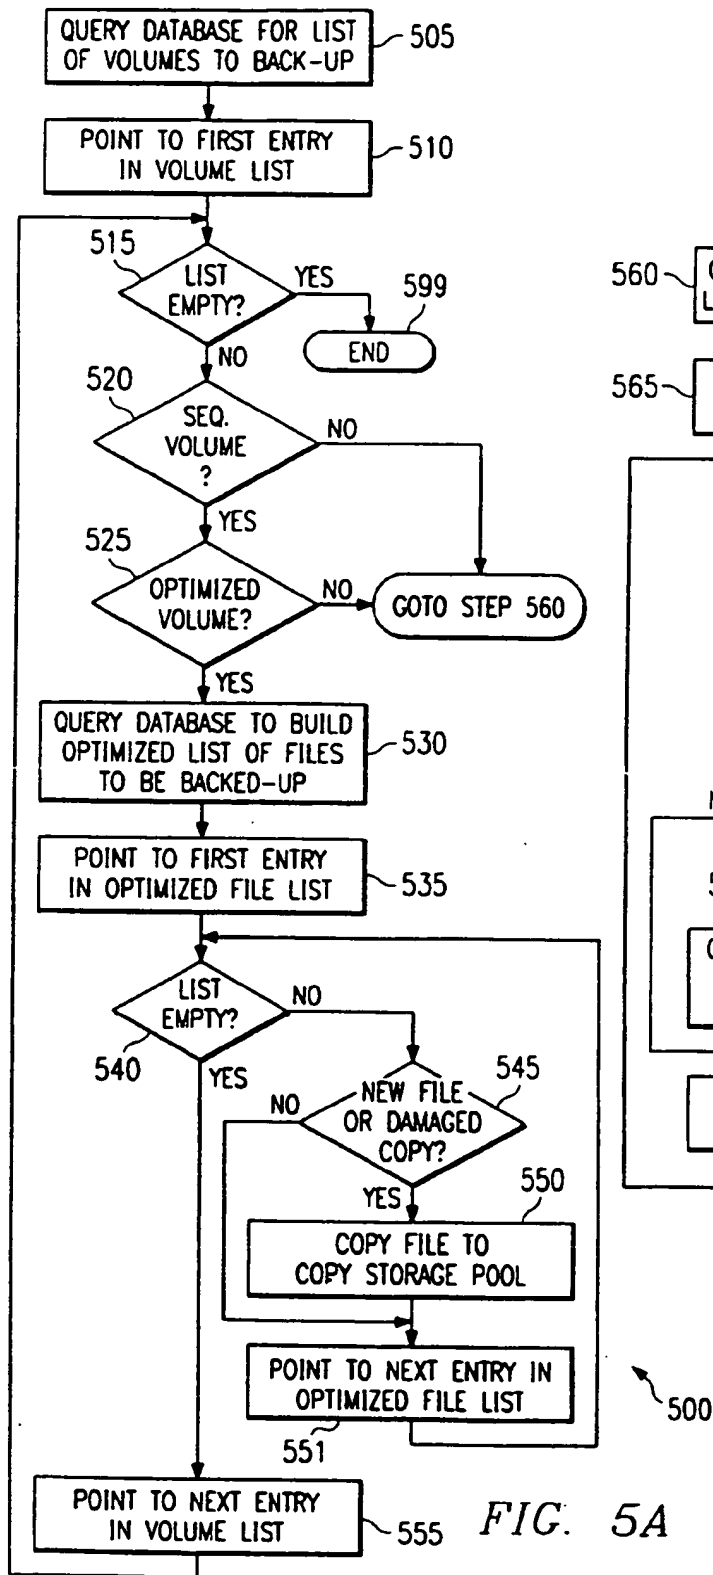 QUERY DATABASE FOR LIST
OF VOLUMES TO BACK-UP
505
POINT TO FIRST ENTRY
IN VOLUME LIST
510
515
LIST
EMPTY?
YES
599
END
NO
520
SEQ.
VOLUME
?
NO
YES
525
OPTIMIZED
VOLUME?
NO
GOTO STEP 560
YES
QUERY DATABASE TO BUILD
OPTIMIZED LIST OF FILES
TO BE BACKED-UP
530
POINT TO FIRST ENTRY
IN OPTIMIZED FILE LIST
535
LIST
EMPTY?
NO
540
YES
545
NEW FILE
OR DAMAGED
COPY?
NO
YES
550
COPY FILE TO
COPY STORAGE POOL
POINT TO NEXT ENTRY IN
OPTIMIZED FILE LIST
551
500
POINT TO NEXT ENTRY
IN VOLUME LIST
555
FIG. 5A
560
L
565
5